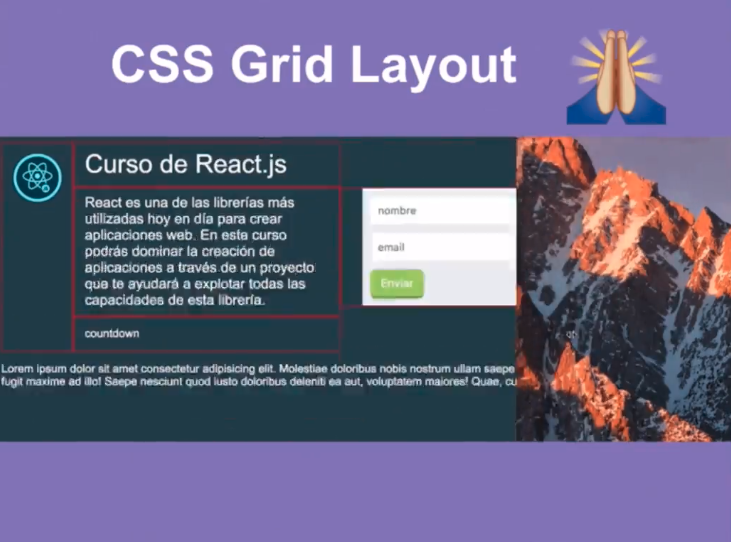 CSS Grid Layout
Curso de React.js
React es una de las librerías más
utilizadas hoy en día para crear
aplicaciones web. En este curso
podrás dominar la creación de
aplicaciones a través de un proyecto
que te ayudará a explotar todas las
capacidades de esta librería.
countdown
nombre
email
Enviar
Lorem ipsum dolor sit amet consectetur adipisicing elit. Molestiae doloribus nobis nostrum ullam saepe
fugit maxime ad illo! Saepe nesciunt quod iusto doloribus deleniti ea aut, voluptatem maiores! Quae, cu